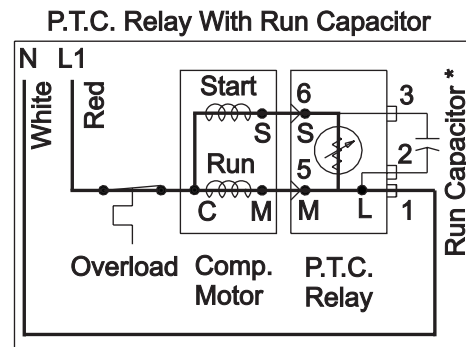 P.T.C. Relay With Run Capacitor
N L1
White
Red
Start
S
Run
C M
6
S
5
M
L
3
2
1
Run Capacitor *
Overload
Comp.
Motor
P.T.C.
Relay